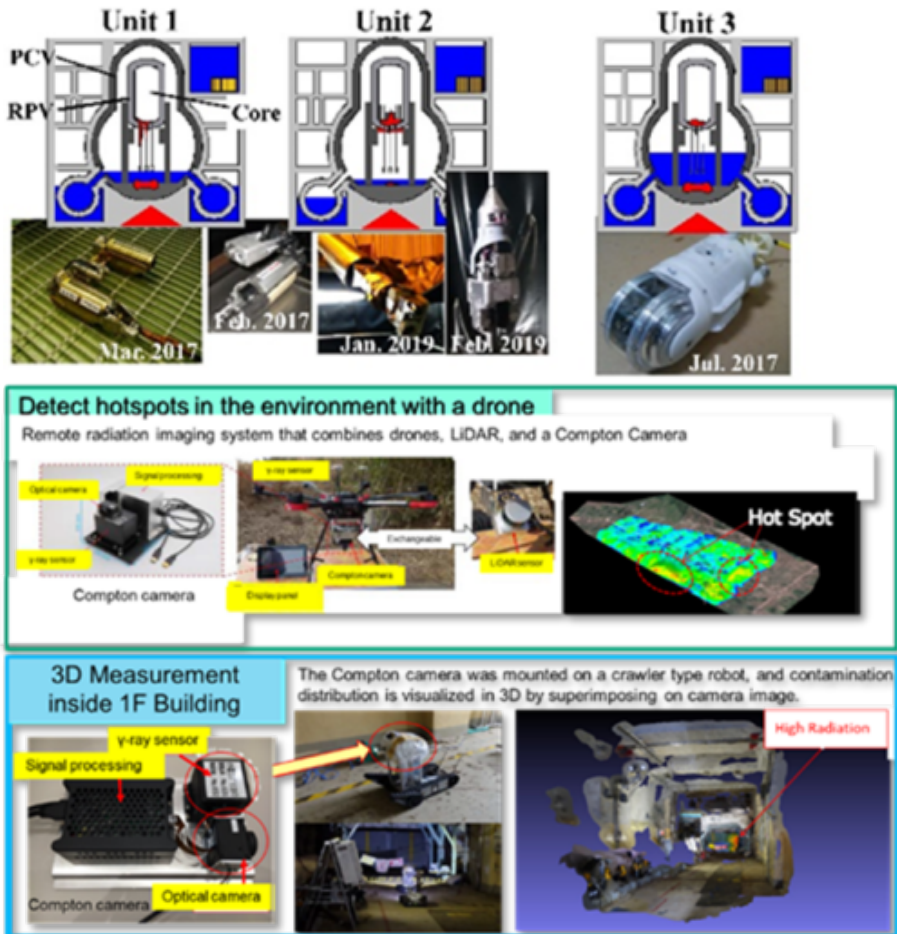 Unit 1
Unit 2
Unit 3
PCV
RPV
Core
Mar. 2017
Feb. 2017
Jan. 2019
Feb. 2019
Jul. 2017
Detect hotspots in the environment with a drone
Remote radiation imaging system that combines drones, LiDAR, and a Compton Camera
Signal processing
γ-ray sensor
Optical camera
Hot Spot
Exchangeable
γ-ray sensor
LiDAR sensor
Compton camera
Compton camera
Display panel
3D Measurement
inside 1F Building
The Compton camera was mounted on a crawler type robot, and contamination
distribution is visualized in 3D by superimposing on camera image.
γ-ray sensor
Signal processing
High Radiation
Optical camera
Compton camera